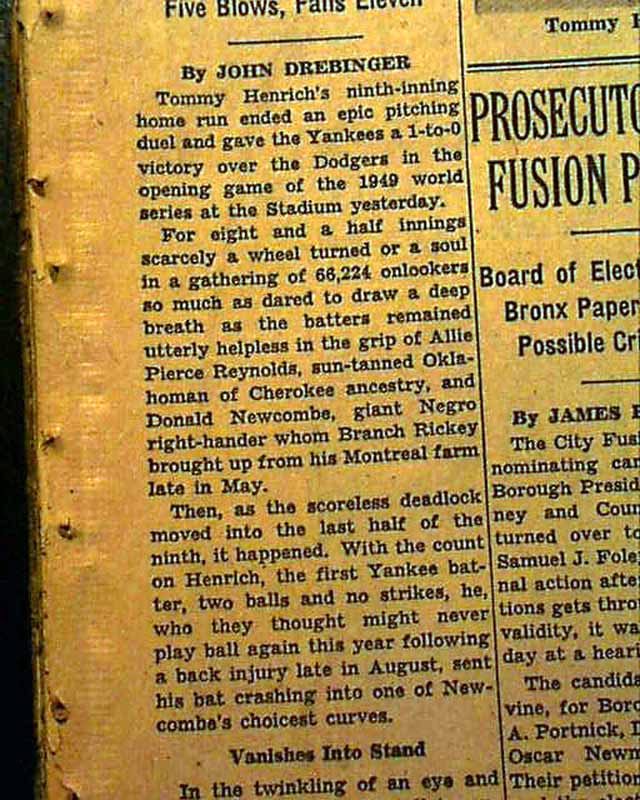 Five Blows, Fans Eleven
By JOHN DREBINGER
Tommy Henrich's ninth-inning
home run ended an epic pitching
duel and gave the Yankees a 1-to-0
victory over the Dodgers in the
opening game of the 1949 world
series at the Stadium yesterday.
For eight and a half innings
scarcely a wheel turned or a soul
in a gathering of 66,224 onlookers
so much as dared to draw a deep
breath as the batters remained
utterly helpless in the grip of Allie
Pierce Reynolds, sun-tanned Okla-
homan of Cherokee ancestry, and
Donald Newcombe, giant Negro
right-hander whom Branch Rickey
brought up from his Montreal farm
late in May.
Then, as the scoreless deadlock
moved into the last half of the
ninth, it happened. With the count
on Henrich, the first Yankee bat-
ter, two balls and no strikes, he,
who they thought might never
play ball again this year following
a back injury late in August, sent
his bat crashing into one of New-
combe's choicest curves.
Vanishes Into Stand
In the twinkling of an eye and
Tommy
PROSECUTO
FUSION P
Board of Elect
Bronx Paper
Possible Cri
By JAMES
The City Fus
nominating can
Borough Presid
ney and Coun
turned over to
Samuel J. Fole
nal action afte
tions gets thro
validity, it wa
day at a heari
The candida
vine, for Boro
A. Portnick,
Oscar Newm
Their petition